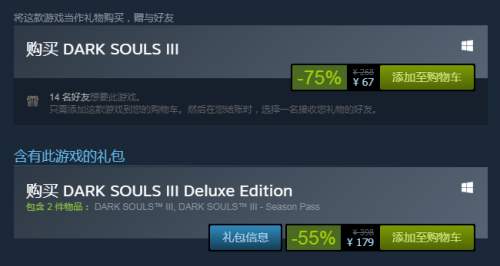 将这款游戏当作礼物购买，赠与好友
购买 DARK SOULS III
-75%
¥ 268
¥ 67
添加至购物车
14 名好友想要此游戏。
只需添加这款游戏到您的购物车。然后在您结账时，选择一名接收您礼物的好友。
含有此游戏的礼包
购买 DARK SOULS III Deluxe Edition
包含 2 件物品： DARK SOULS™ III, DARK SOULS™ III - Season Pass
礼包信息
-55%
¥ 398
¥ 179
添加至购物车